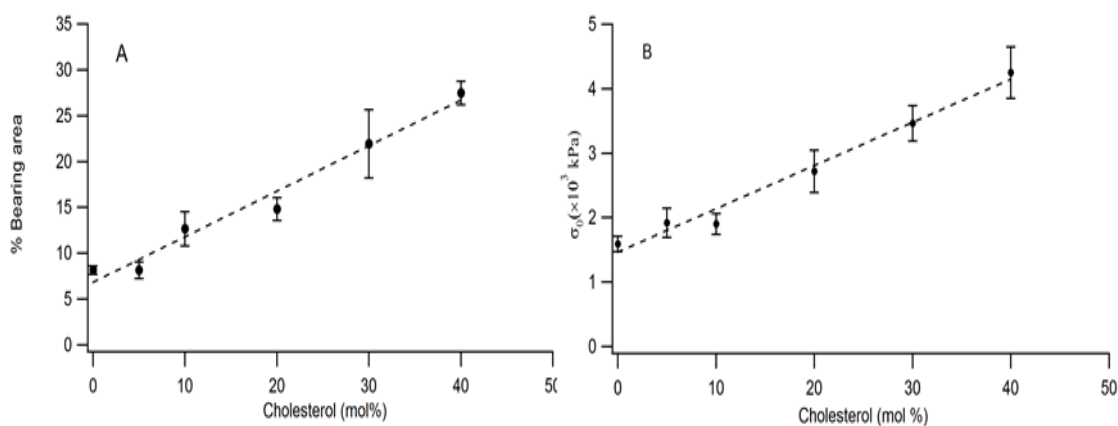 A
% Bearing area
35
30
25
20
15
10
5
0
0 10 20 30 40 50
Cholesterol (mol%)
B
σ₀(×10³ kPa)
5
4
3
2
1
0
0 10 20 30 40 50
Cholesterol (mol %)